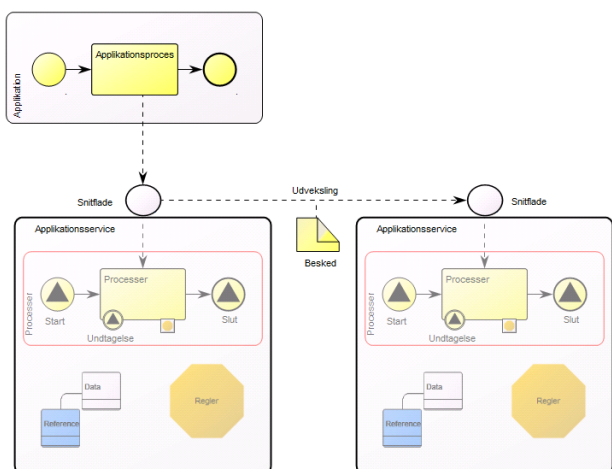 Applikation
Applikationsproces
Snitflade
Udveksling
Snitflade
Besked
Applikationsservice
Processer
Start
Processer
Undtagelse
Slut
Data
Reference
Regler
Applikationsservice
Processer
Start
Processer
Undtagelse
Slut
Data
Reference
Regler